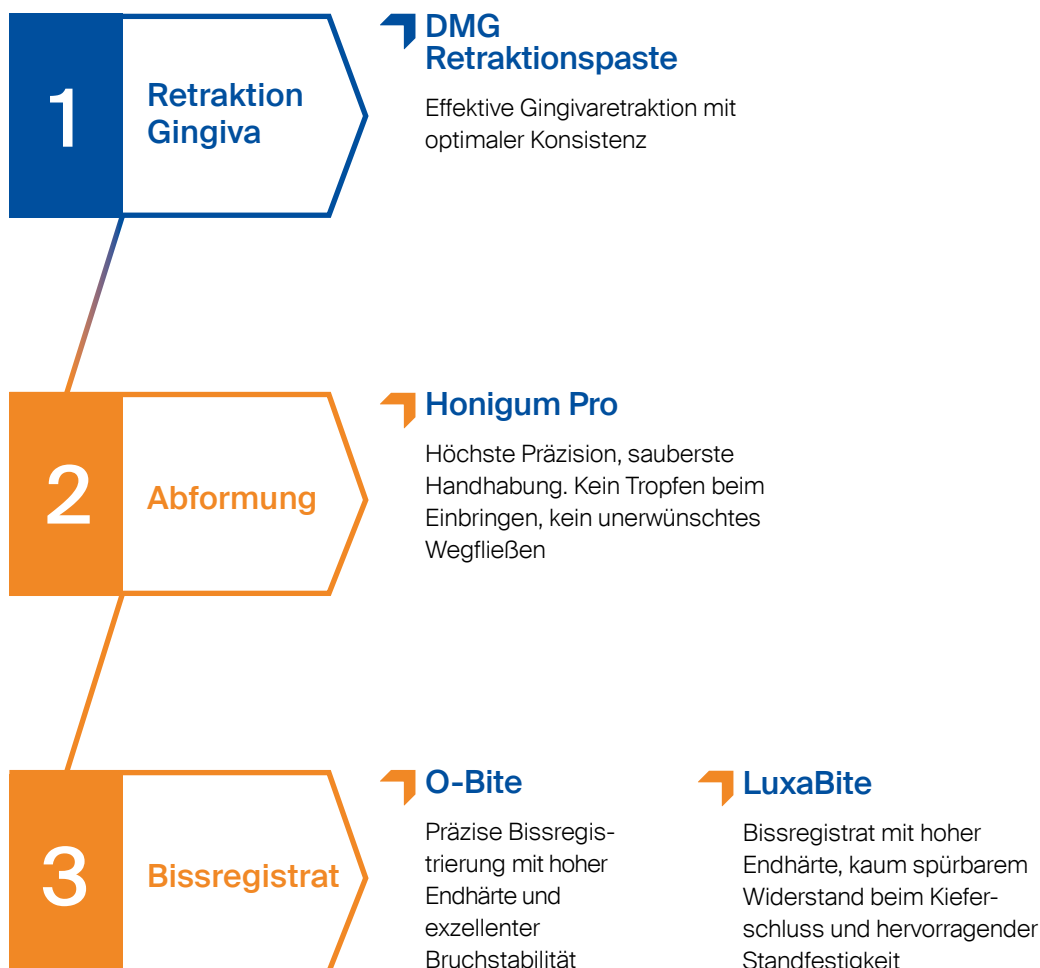 1
Retraktion
Gingiva
DMG
Retraktionspaste
Effektive Gingivaretraktion mit
optimaler Konsistenz
2
Abformung
Honigum Pro
Höchste Präzision, sauberste
Handhabung. Kein Tropfen beim
Einbringen, kein unerwünschtes
Wegfließen
3
Bissregistrat
O-Bite
Präzise Bissregis-
trierung mit hoher
Endhärte und
exzellenter
Bruchstabilität
LuxaBite
Bissregistrat mit hoher
Endhärte, kaum spürbarem
Widerstand beim Kiefer-
schluss und hervorragender
Standfestigkeit